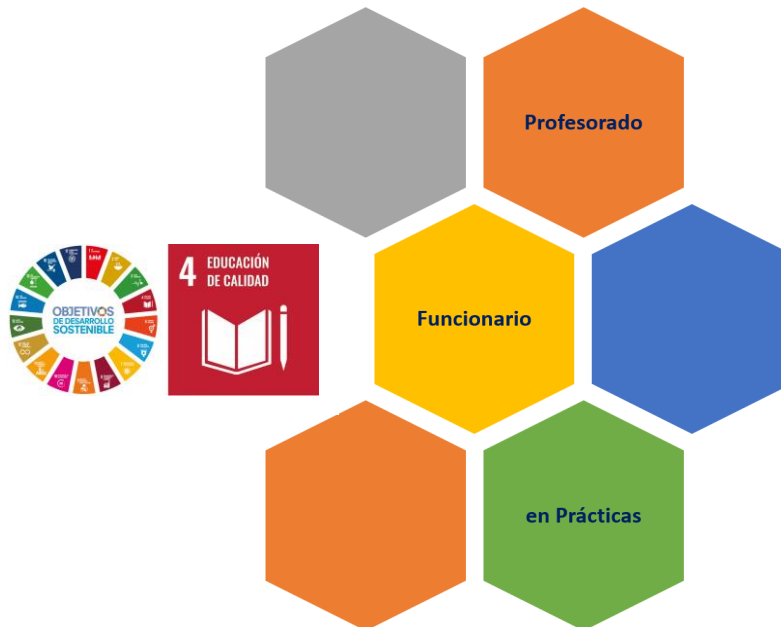 Profesorado
Funcionario
en Prácticas
4 EDUCACIÓN
DE CALIDAD
OBJETIVOS
DE DESARROLLO
SOSTENIBLE